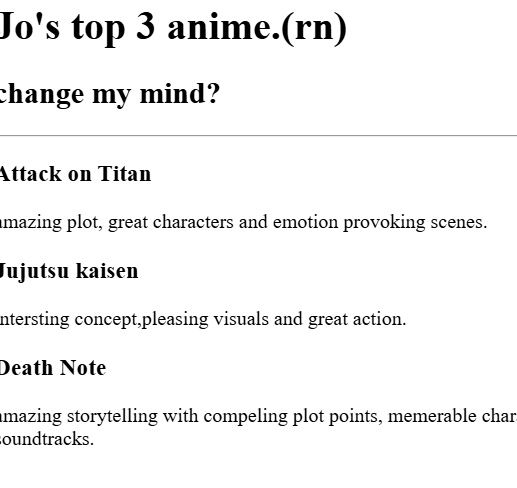 Jo's top 3 anime.(rn)
change my mind?
Attack on Titan
amazing plot, great characters and emotion provoking scenes.
Jujutsu kaisen
intersting concept,pleasing visuals and great action.
Death Note
amazing storytelling with compeling plot points, memerable
soundtracks.